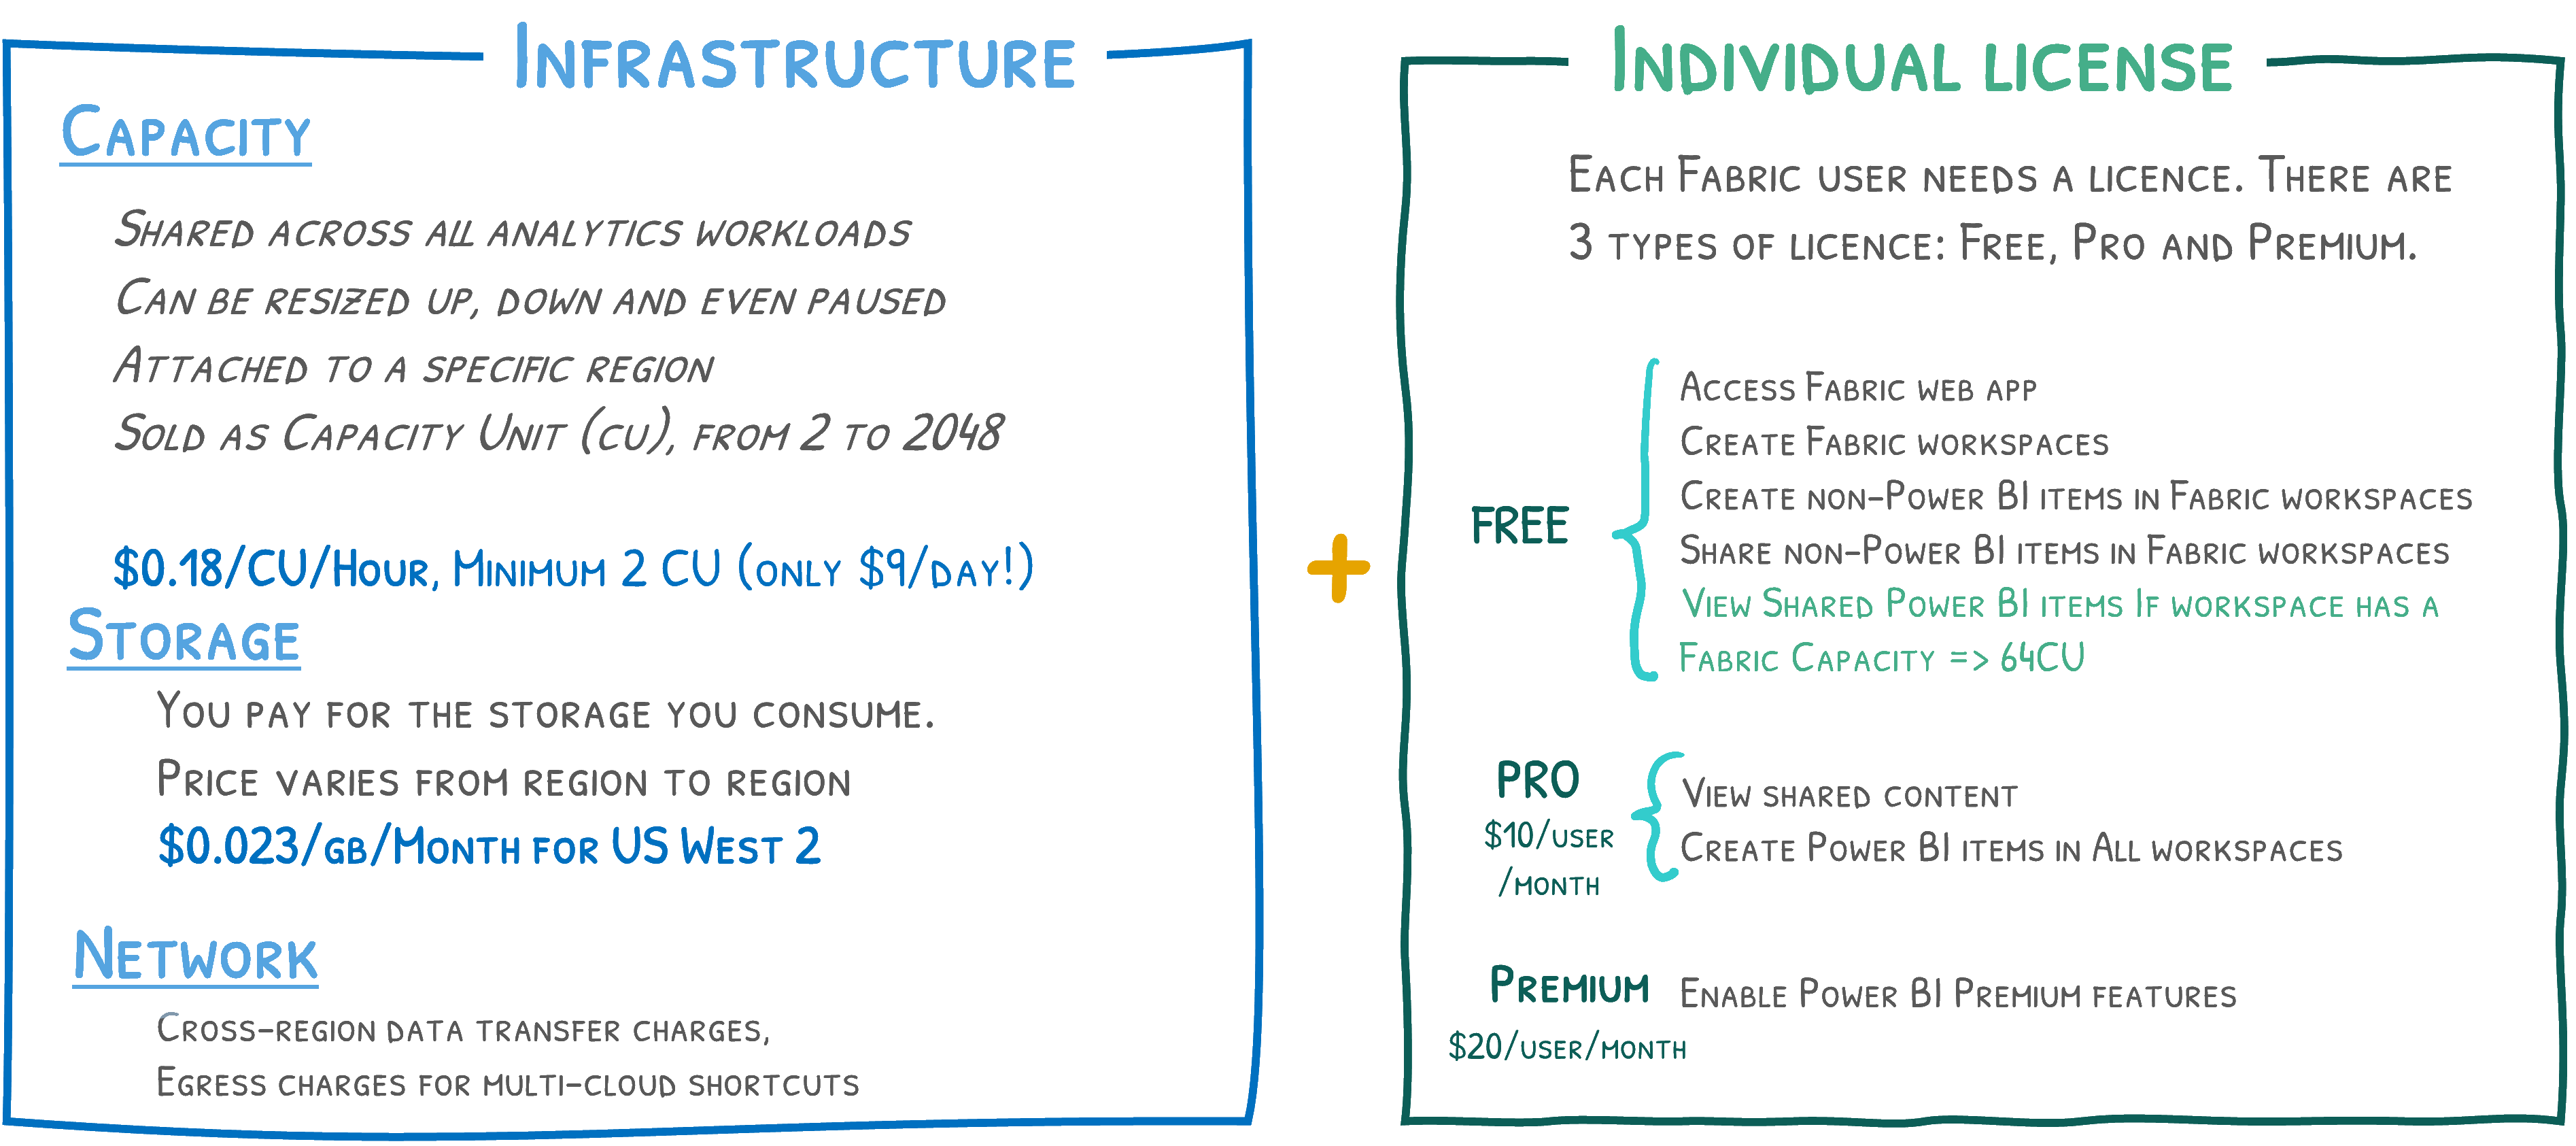 Infrastructure
Capacity
Shared across all analytics workloads
Can be resized up, down and even paused
Attached to a specific region
Sold as Capacity Unit (cu), from 2 to 2048
$0.18/CU/Hour, Minimum 2 CU (only $9/day!)
Storage
You pay for the storage you consume.
Price varies from region to region
$0.023/gb/Month for US West 2
Network
Cross-region data transfer charges,
Egress charges for multi-cloud shortcuts
+
Individual license
Each Fabric user needs a licence. There are
3 types of licence: Free, Pro and Premium.
FREE
Access Fabric web app
Create Fabric workspaces
Create non-Power BI items in Fabric workspaces
Share non-Power BI items in Fabric workspaces
View Shared Power BI items If workspace has a
Fabric Capacity => 64CU
PRO
$10/user
/month
View shared content
Create Power BI items in All workspaces
Premium
$20/user/month
Enable Power BI Premium features